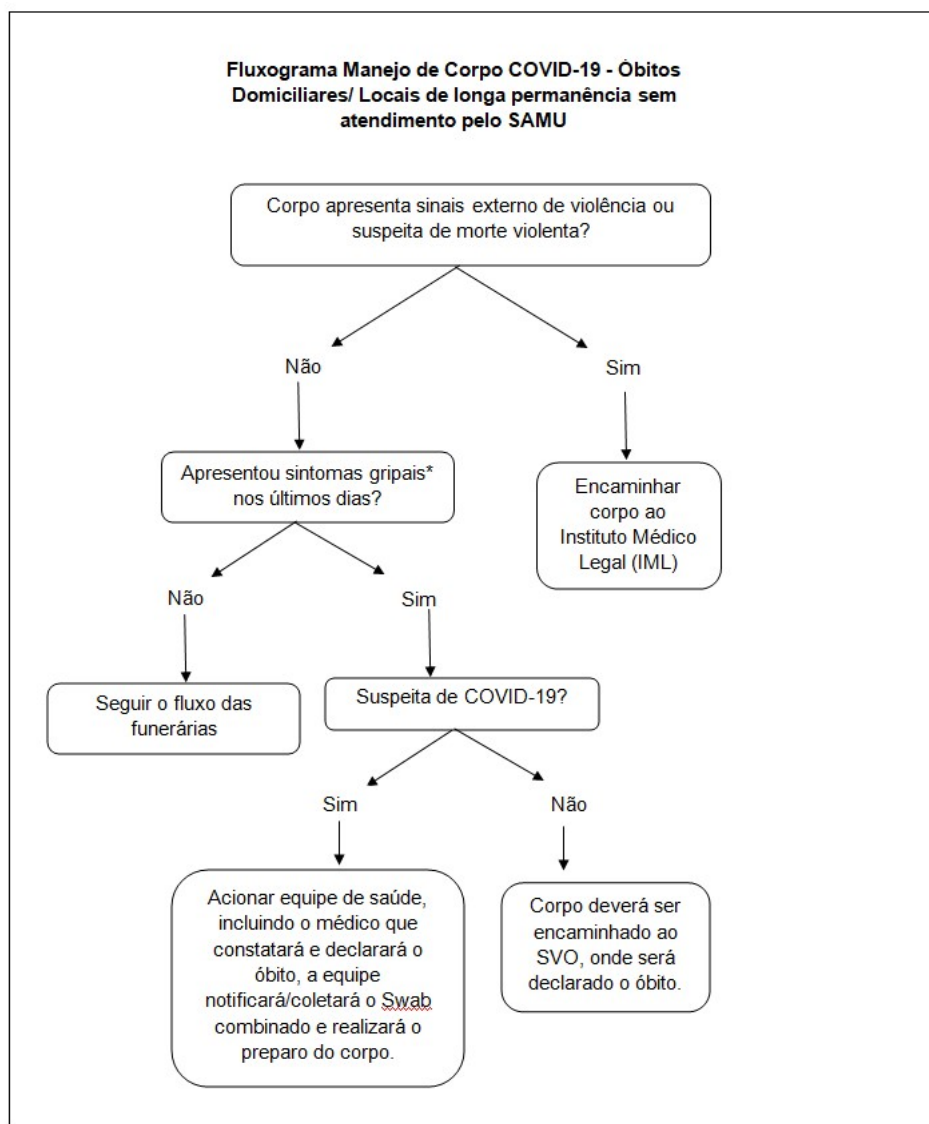 Fluxograma Manejo de Corpo COVID-19 - Óbitos
Domiciliares/ Locais de longa permanência sem
atendimento pelo SAMU
Corpo apresenta sinais externo de violência ou
suspeita de morte violenta?
Não
Sim
Apresentou sintomas gripais*
nos últimos dias?
Encaminhar
corpo ao
Instituto Médico
Legal (IML)
Não
Sim
Seguir o fluxo das
funerárias
Suspeita de COVID-19?
Sim
Não
Acionar equipe de saúde,
incluindo o médico que
constatará e declarará o
óbito, a equipe
notificará/coletará o Swab
combinado e realizará o
preparo do corpo.
Corpo deverá ser
encaminhado ao
SVO, onde será
declarado o óbito.